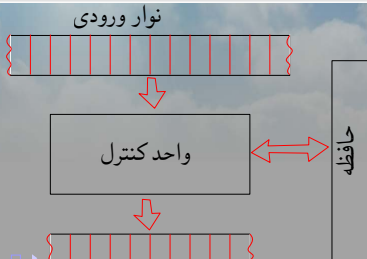 نوار ورودی
واحد کنترل
حافظه